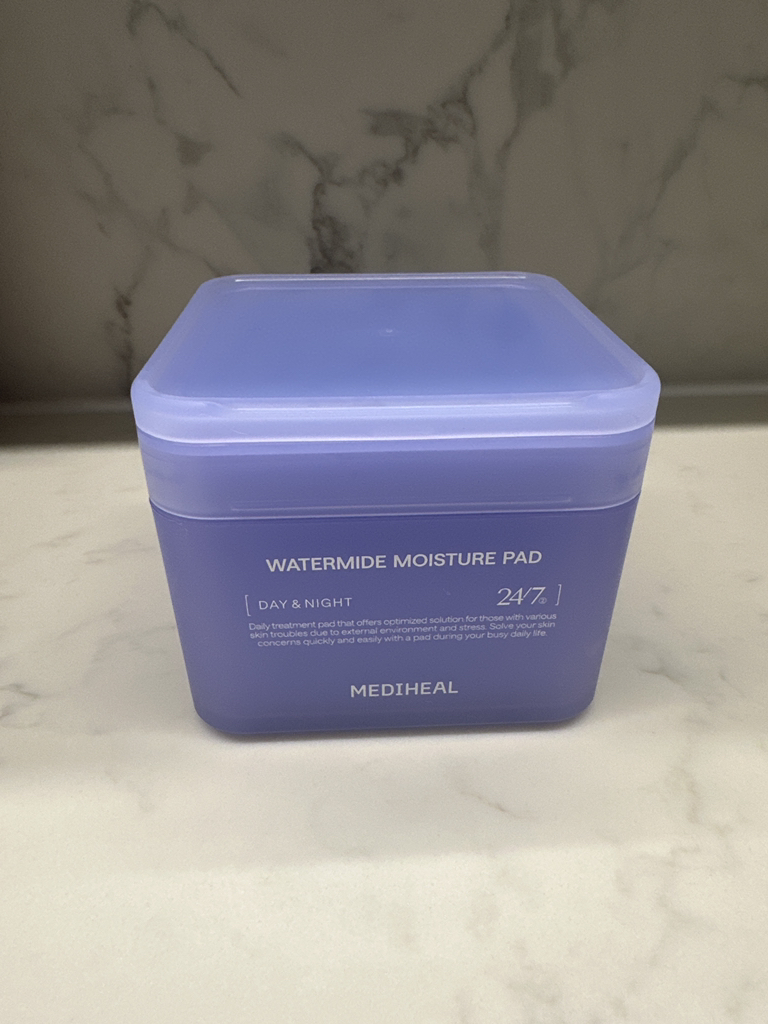 WATERMIDE MOISTURE PAD
[ DAY & NIGHT 24/7 ]
Daily treatment pad that offers optimized solution for those with various
skin troubles due to external environment and stress. Solve your skin
concerns quickly and easily with a pad during your busy daily life.
MEDIHEAL